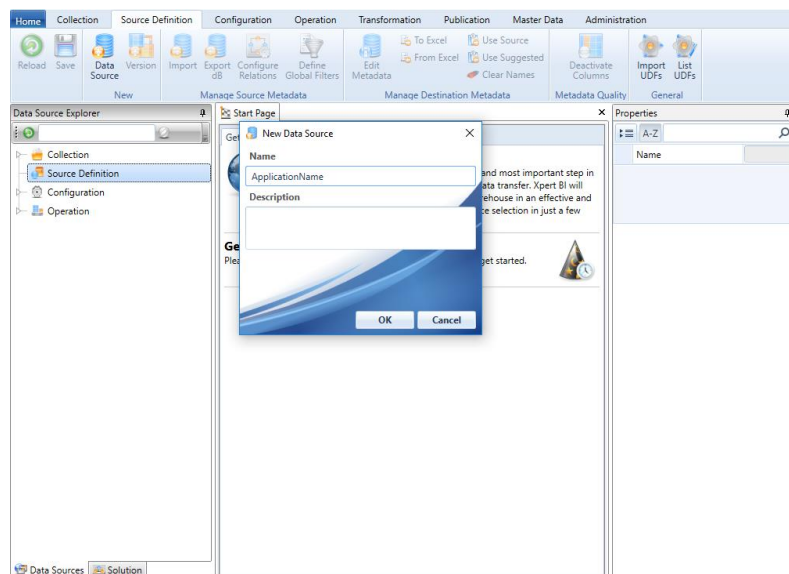 Home Collection Source Definition Configuration Operation Transformation Publication Master Data Administration
Reload Save Data Source Version Import Export dB Configure Relations Define Global Filters Edit Metadata To Excel From Excel Use Source Use Suggested Clear Names Deactivate Columns Import UDFs List UDFs
New Manage Source Metadata Manage Destination Metadata Metadata Quality General
Data Source Explorer
Start Page
Properties
A-Z
Name
Collection
Source Definition
Configuration
Operation
Get
New Data Source
Name
ApplicationName
Description
OK Cancel
and most important step in
ata transfer. Xpert BI will
ehouse in an effective and
ce selection in just a few
Ge
Plea
get started.
Data Sources Solution